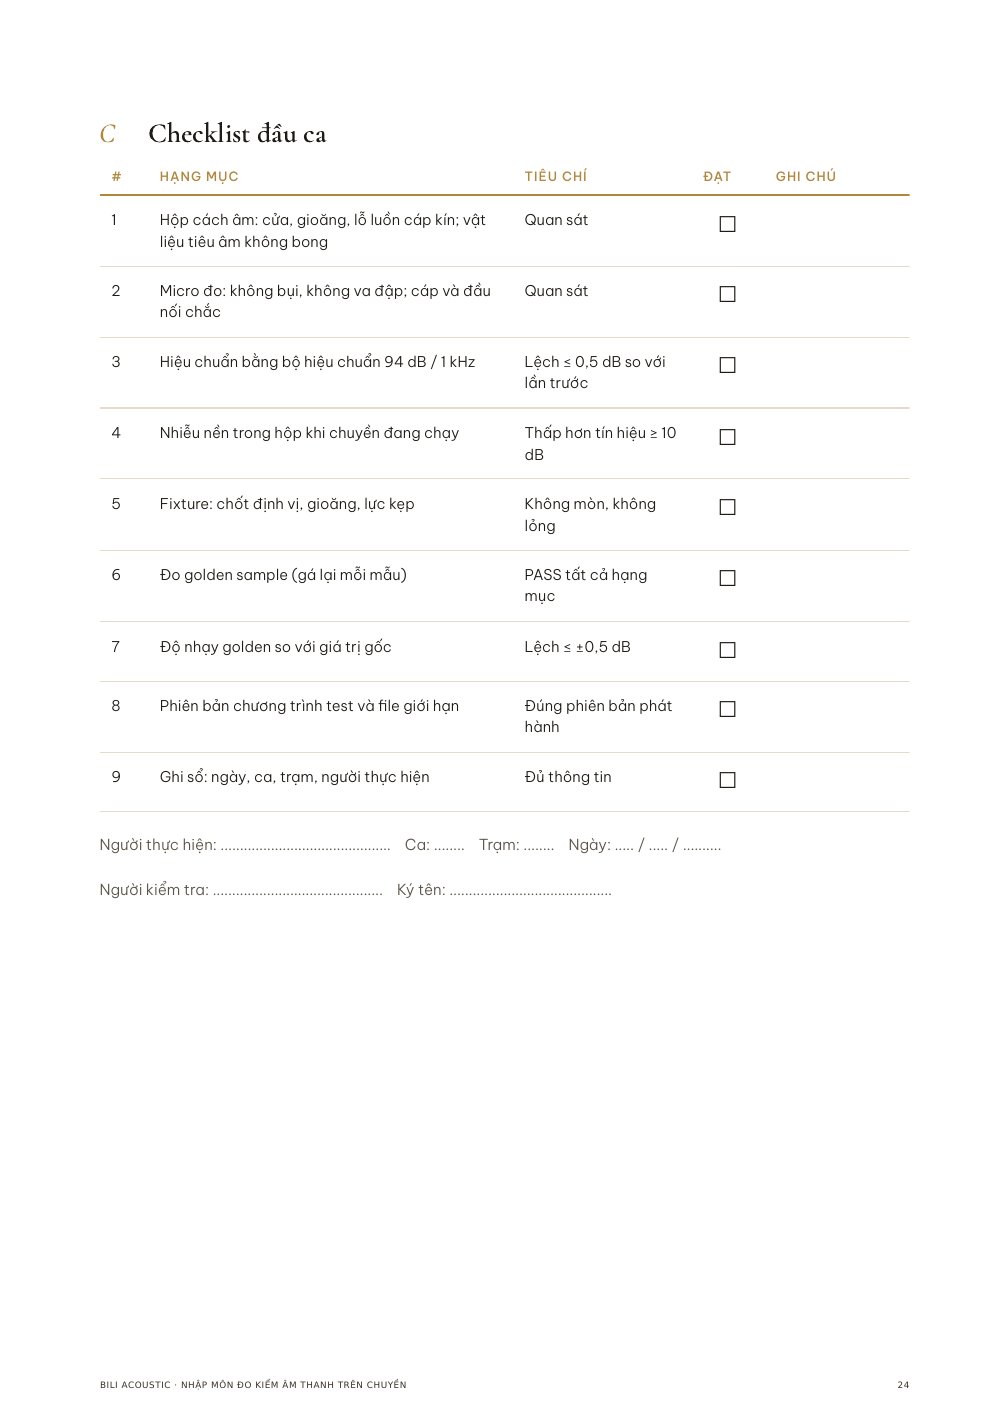 C Checklist đầu ca
# HẠNG MỤC TIÊU CHÍ ĐẠT GHI CHÚ
1 Hộp cách âm: cửa, gioăng, lỗ luồn cáp kín; vật Quan sát ☐
liệu tiêu âm không bong
2 Micro đo: không bụi, không va đập; cáp và đầu Quan sát ☐
nối chắc
3 Hiệu chuẩn bằng bộ hiệu chuẩn 94 dB / 1 kHz Lệch ≤ 0,5 dB so với ☐
lần trước
4 Nhiễu nền trong hộp khi chuyền đang chạy Thấp hơn tín hiệu ≥ 10 ☐
dB
5 Fixture: chốt định vị, gioăng, lực kẹp Không mòn, không ☐
lỏng
6 Đo golden sample (gá lại mỗi mẫu) PASS tất cả hạng ☐
mục
7 Độ nhạy golden so với giá trị gốc Lệch ≤ ±0,5 dB ☐
8 Phiên bản chương trình test và file giới hạn Đúng phiên bản phát ☐
hành
9 Ghi sổ: ngày, ca, trạm, người thực hiện Đủ thông tin ☐
Người thực hiện: ............................................ Ca: ........ Trạm: ........ Ngày: ..... / ..... / ..........
Người kiểm tra: ............................................ Ký tên: ..........................................
BILI ACOUSTIC · NHẬP MÔN ĐO KIỂM ÂM THANH TRÊN CHUYỀN 24